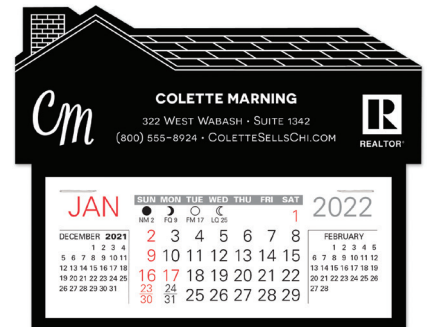 Cm
COLETTE MARNING
322 WEST WABASH • SUITE 1342
(800) 555-8924 • COLETTESELLSCHI.COM
R
REALTOR®
JAN
2022
SUN MON TUE WED THU FRI SAT
NM 2 FQ 9 FM 17 LQ 25 1
2 3 4 5 6 7 8
9 10 11 12 13 14 15
16 17 18 19 20 21 22
23 24 25 26 27 28 29
30 31
DECEMBER 2021
1 2 3 4
5 6 7 8 9 10 11
12 13 14 15 16 17 18
19 20 21 22 23 24 25
26 27 28 29 30 31
FEBRUARY
1 2 3 4 5
6 7 8 9 10 11 12
13 14 15 16 17 18 19
20 21 22 23 24 25 26
27 28